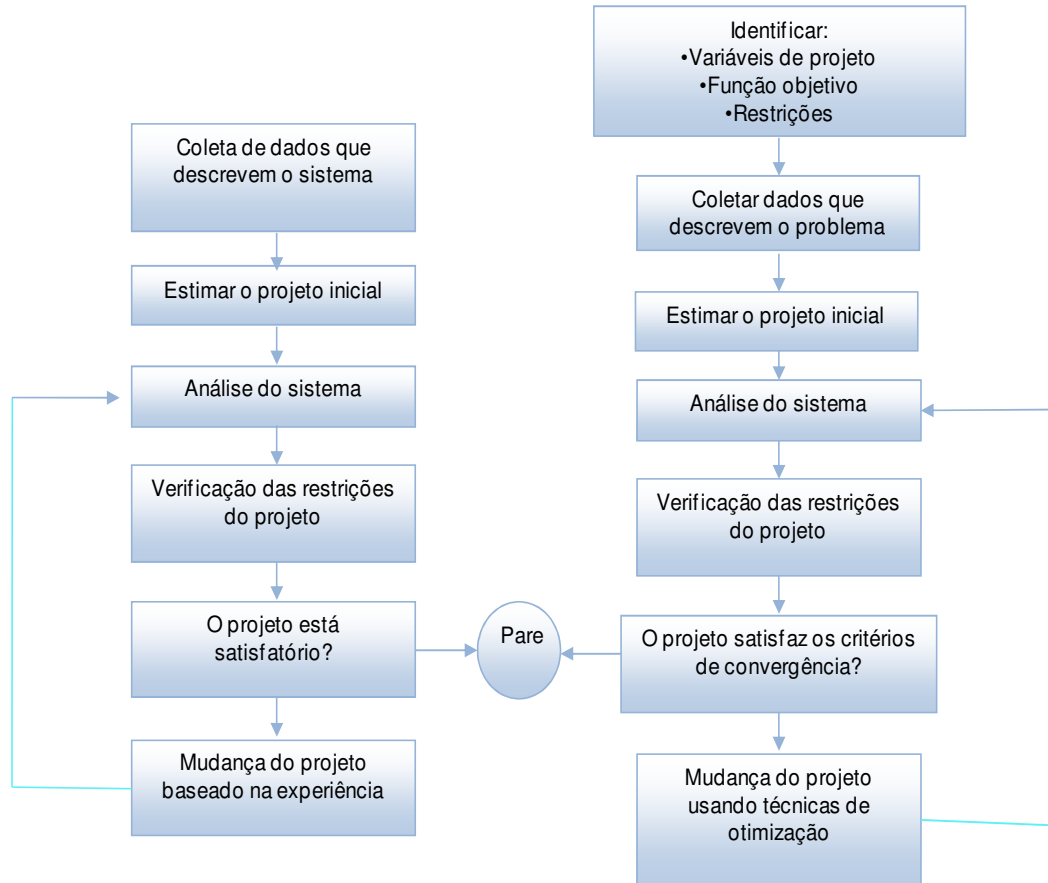 Coleta de dados que
descrevem o sistema
Estimar o projeto inicial
Análise do sistema
Verificação das restrições
do projeto
O projeto está
satisfatório?
Mudança do projeto
baseado na experiência
Pare
Identificar:
•Variáveis de projeto
•Função objetivo
•Restrições
Coletar dados que
descrevem o problema
Estimar o projeto inicial
Análise do sistema
Verificação das restrições
do projeto
O projeto satisfaz os critérios
de convergência?
Mudança do projeto
usando técnicas de
otimização